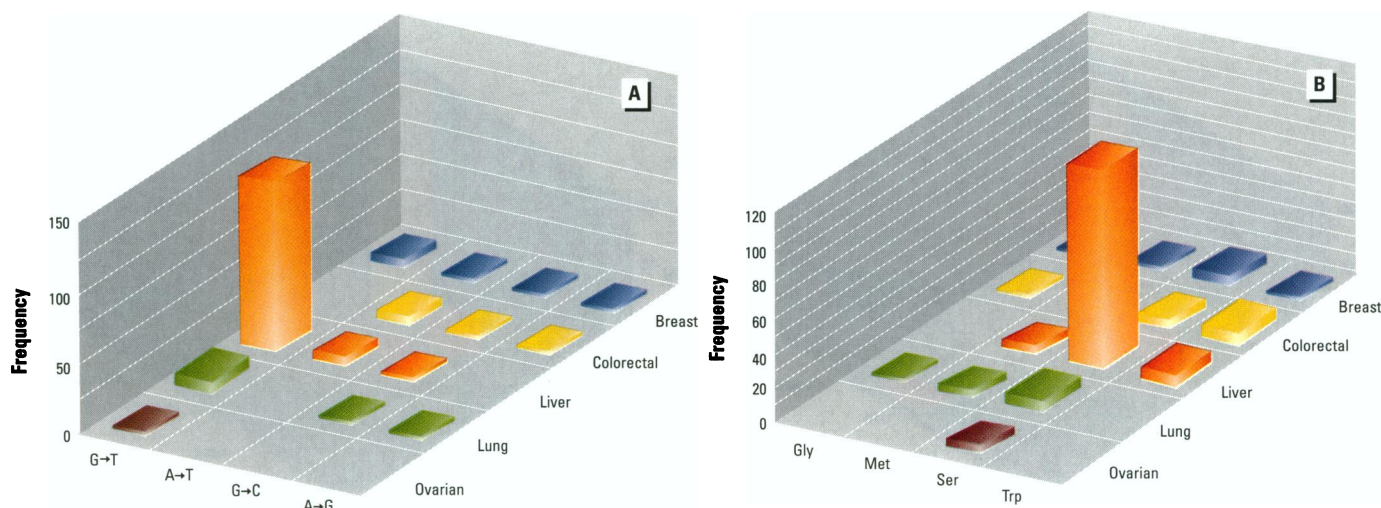 A
Frequency
150
100
50
0
G→T
A→T
G→C
A→G
Ovarian
Lung
Liver
Colorectal
Breast
B
Frequency
120
100
80
60
40
20
0
Gly
Met
Ser
Trp
Ovarian
Lung
Liver
Colorectal
Breast